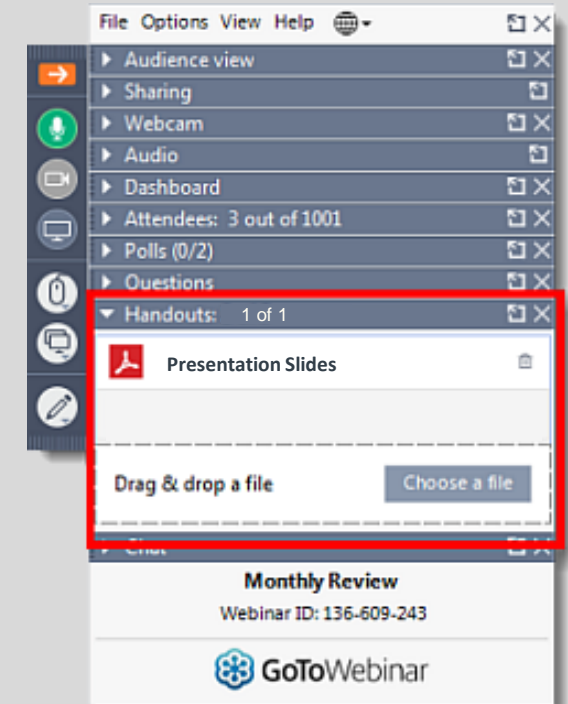 File Options View Help
Audience view
Sharing
Webcam
Audio
Dashboard
Attendees: 3 out of 1001
Polls (0/2)
Questions
Handouts: 1 of 1
Presentation Slides
Drag & drop a file
Choose a file
Chat
Monthly Review
Webinar ID: 136-609-243
GoToWebinar